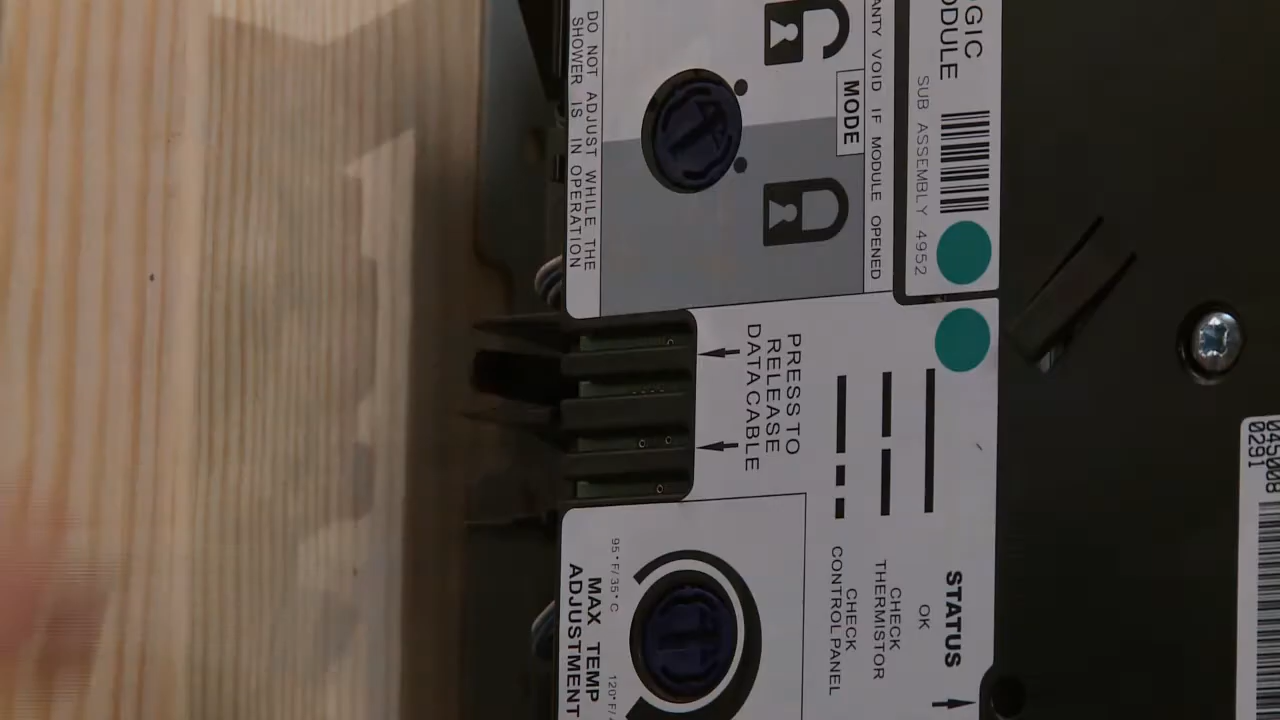 GIC
DULE
SUB ASSEMBLY 4952
ANTY VOID IF MODULE OPENED
MODE
DO NOT ADJUST WHILE THE
SHOWER IS IN OPERATION
PRESS TO
RELEASE
DATA CABLE
STATUS
OK
CHECK
THERMISTOR
CHECK
CONTROL PANEL
95°F/35°C
120°F/4
MAX TEMP
ADJUSTMENT
045008
0291